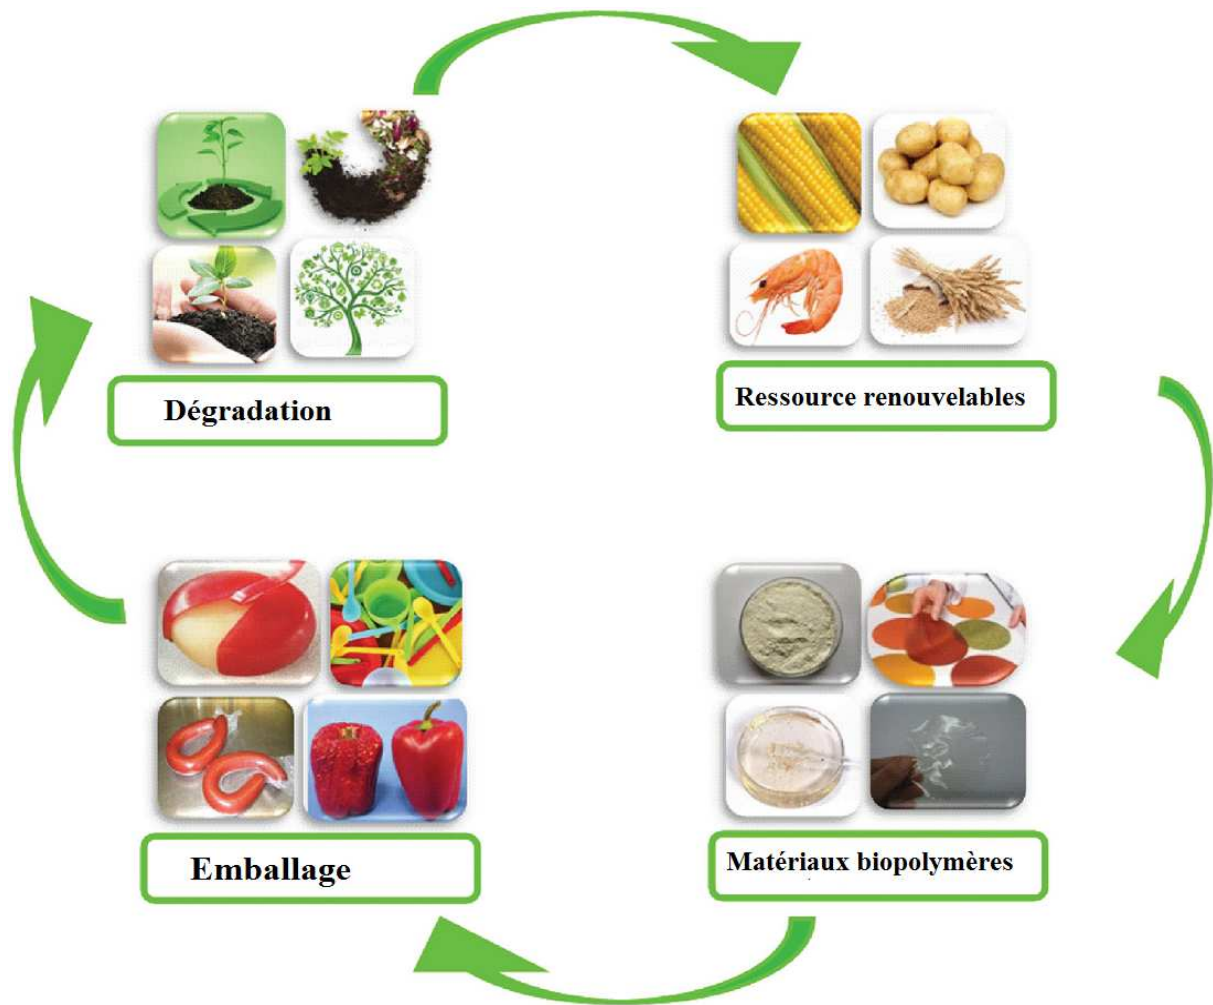 Dégradation
Ressource renouvelables
Emballage
Matériaux biopolymères